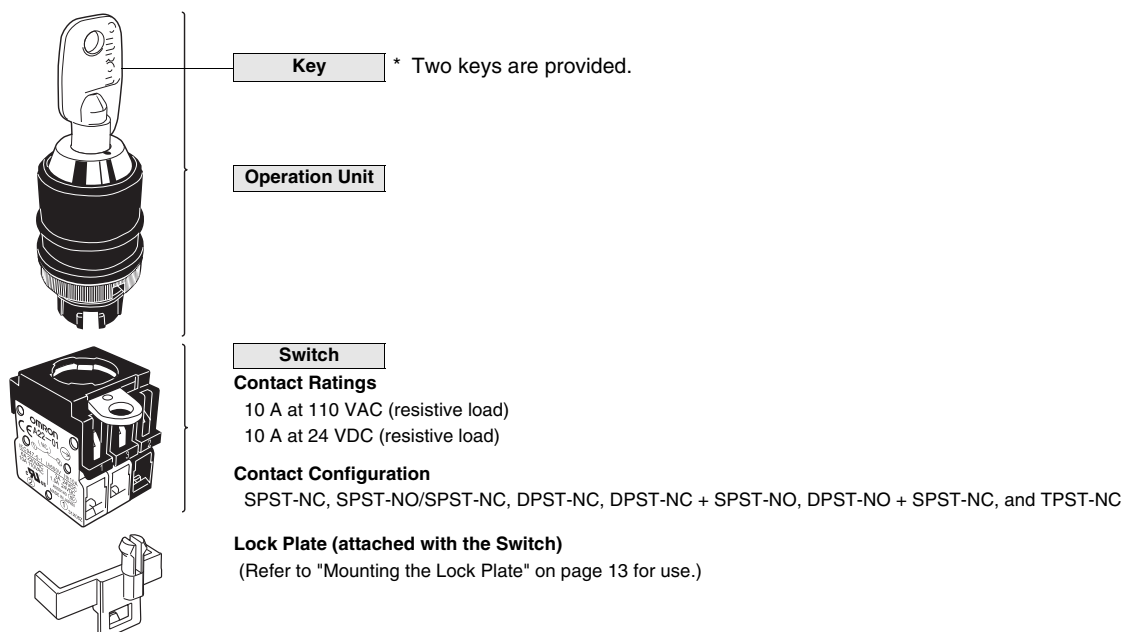 Key * Two keys are provided.
Operation Unit
Switch
Contact Ratings
10 A at 110 VAC (resistive load)
10 A at 24 VDC (resistive load)
Contact Configuration
SPST-NC, SPST-NO/SPST-NC, DPST-NC, DPST-NC + SPST-NO, DPST-NO + SPST-NC, and TPST-NC
OMRON
A22-01
Lock Plate (attached with the Switch)
(Refer to "Mounting the Lock Plate" on page 13 for use.)